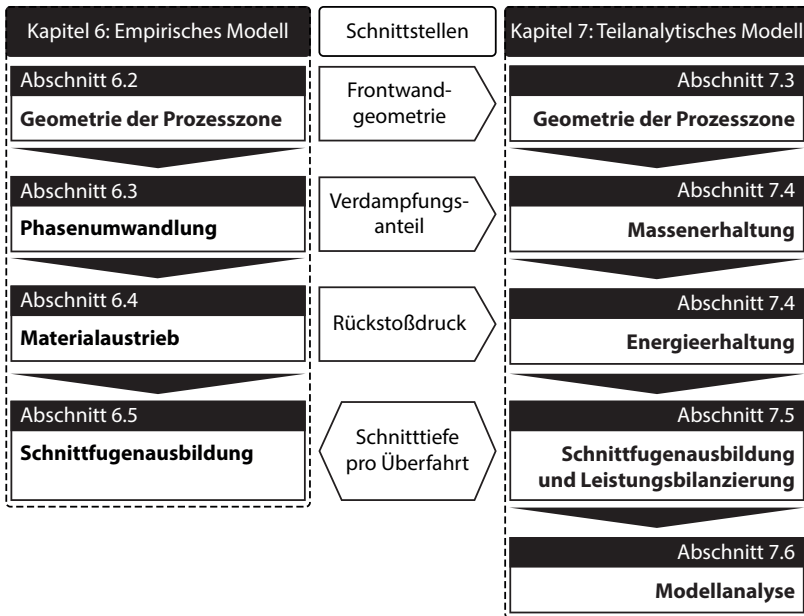 Kapitel 6: Empirisches Modell
Schnittstellen
Kapitel 7: Teilanalytisches Modell
Abschnitt 6.2
Geometrie der Prozesszone
Frontwand-
geometrie
Abschnitt 7.3
Geometrie der Prozesszone
Abschnitt 6.3
Phasenumwandlung
Verdampfungs-
anteil
Abschnitt 7.4
Massenerhaltung
Abschnitt 6.4
Materialaustrieb
Rückstoßdruck
Abschnitt 7.4
Energieerhaltung
Abschnitt 6.5
Schnittfugenausbildung
Schnitttiefe
pro Überfahrt
Abschnitt 7.5
Schnittfugenausbildung
und Leistungsbilanzierung
Abschnitt 7.6
Modellanalyse